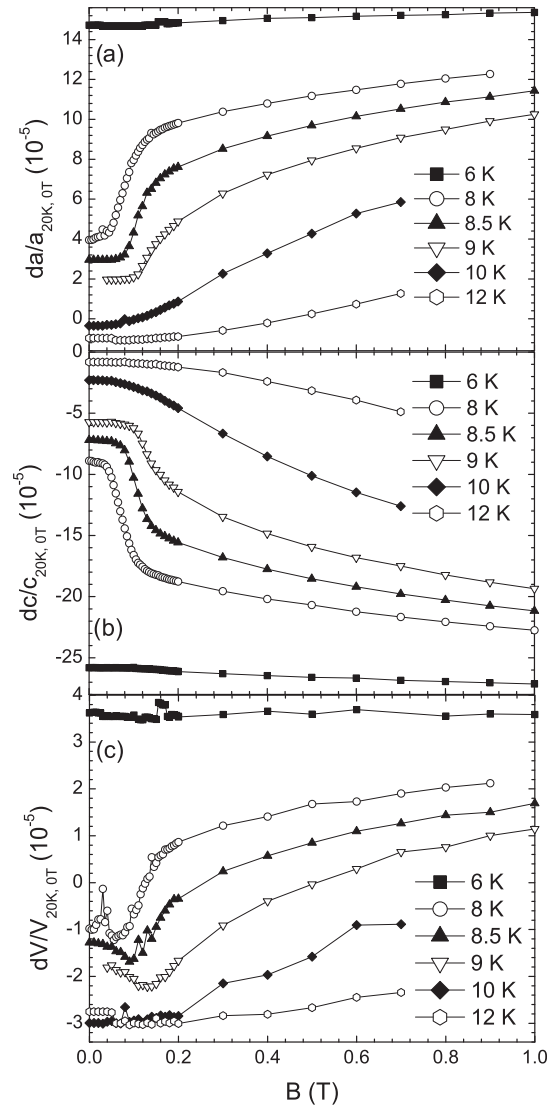 (a)
da/a20K, 0T (10-5)
14
12
10
8
6
4
2
0
6 K
8 K
8.5 K
9 K
10 K
12 K
(b)
dc/c20K, 0T (10-5)
-5
-10
-15
-20
-25
6 K
8 K
8.5 K
9 K
10 K
12 K
(c)
dV/V20K, 0T (10-5)
4
3
2
1
0
-1
-2
-3
6 K
8 K
8.5 K
9 K
10 K
12 K
0.0 0.2 0.4 0.6 0.8 1.0
B (T)